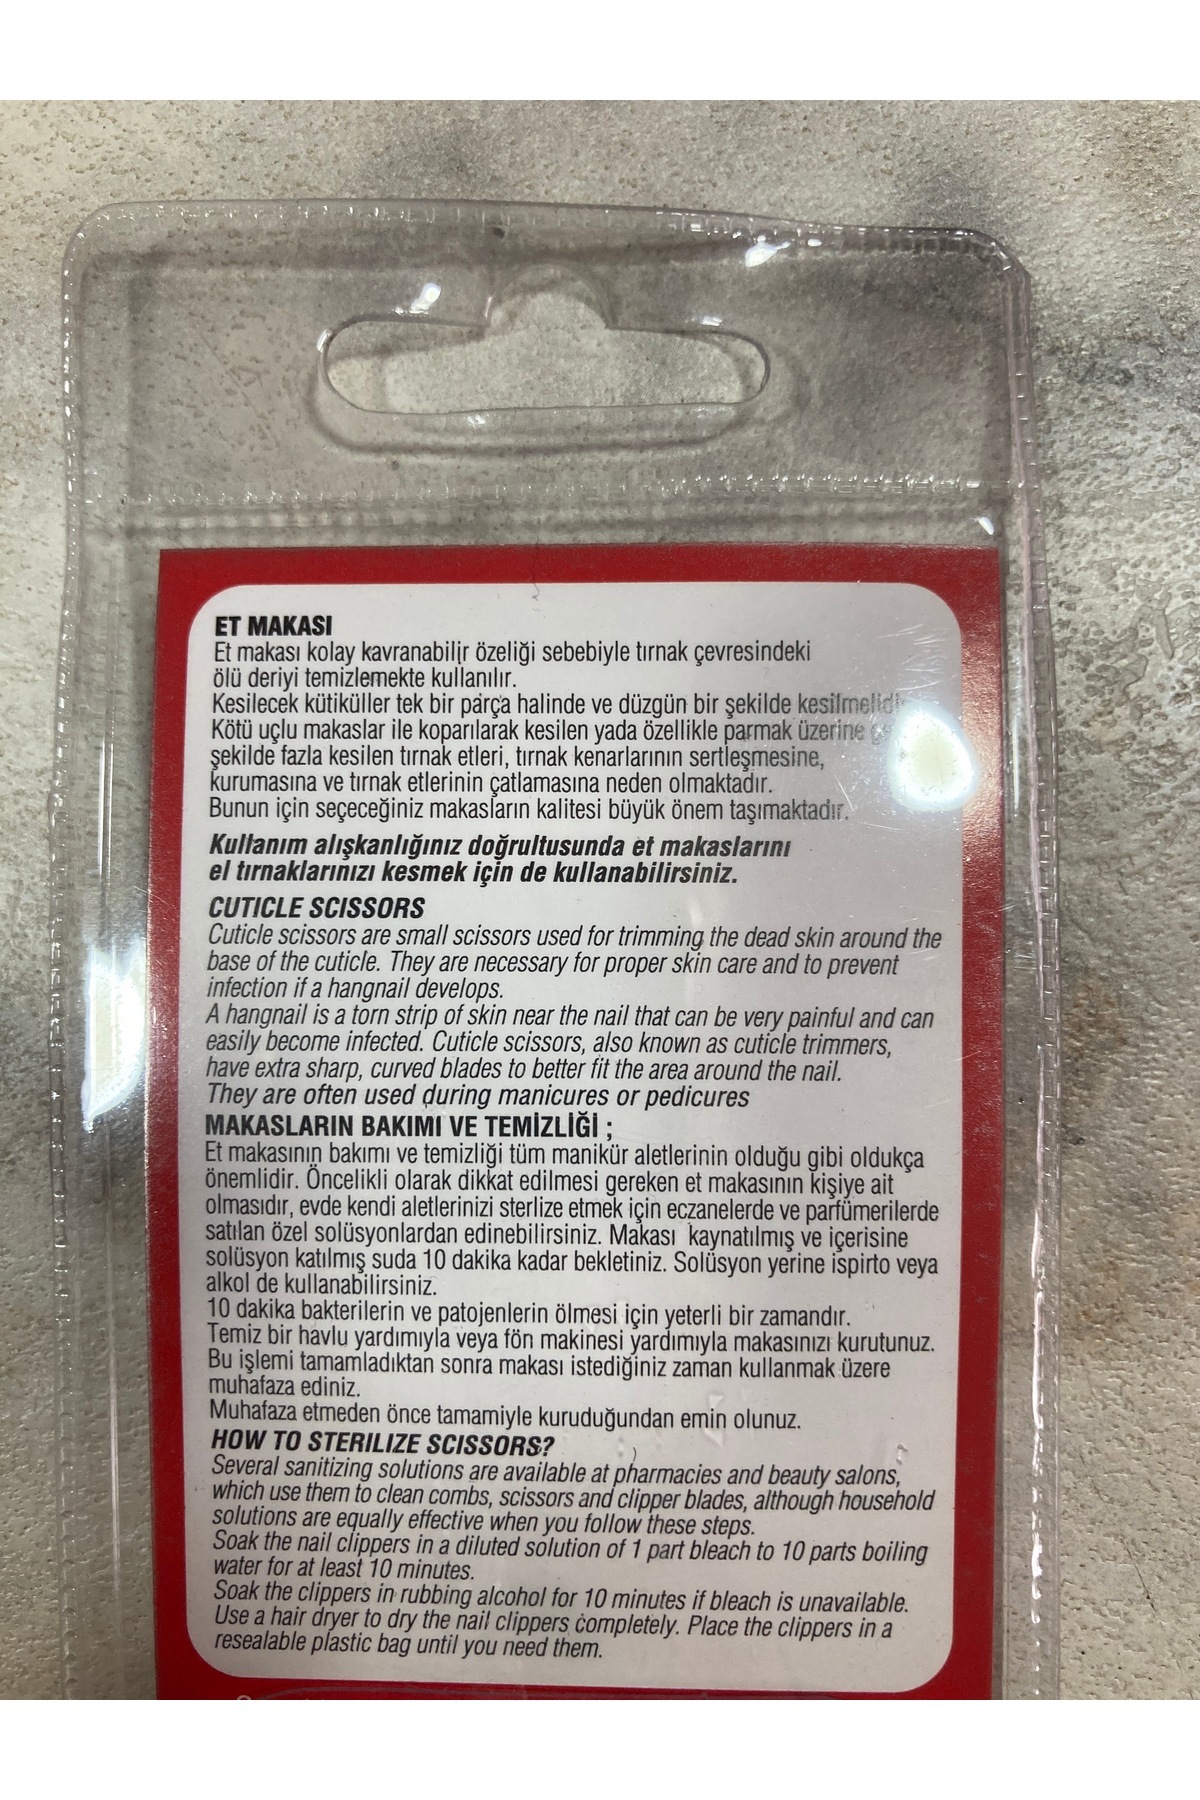 ET MAKASI
Et makası kolay kavranabilir özeliği sebebiyle tırnak çevresindeki
ölü deriyi temizlemekte kullanılır.
Kesilecek kütiküller tek bir parça halinde ve düzgün bir şekilde
Kötü uçlu makaslar ile koparılarak kesilen yada özellikle parmak üzerine
şekilde fazla kesilen tırnak etleri, tırnak kenarlarının sertleşmesine,
kurumasına ve tırnak etlerinin çatlamasına neden olmaktadır.
Bunun için seçeceğiniz makasların kalitesi büyük önem taşımaktadır.
Kullanım alışkanlığınız doğrultusunda et makaslarını
el tırnaklarınızı kesmek için de kullanabilirsiniz.
CUTICLE SCISSORS
Cuticle scissors are small scissors used for trimming the dead skin around the
base of the cuticle. They are necessary for proper skin care and to prevent
infection if a hangnail develops.
A hangnail is a torn strip of skin near the nail that can be very painful and can
easily become infected. Cuticle scissors, also known as cuticle trimmers,
have extra sharp, curved blades to better fit the area around the nail.
They are often used during manicures or pedicures
MAKASLARIN BAKIMI VE TEMİZLİĞİ ;
Et makasının bakımı ve temizliği tüm manikür aletlerinin olduğu gibi oldukça
önemlidir. Öncelikli olarak dikkat edilmesi gereken et makasının kişiye ait
olmasıdır, evde kendi aletlerinizi sterlize etmek için eczanelerde ve parfümerilerde
satılan özel solüsyonlardan edinebilirsiniz. Makası kaynatılmış ve içerisine
solüsyon katılmış suda 10 dakika kadar bekletiniz. Solüsyon yerine ispirto veya
alkol de kullanabilirsiniz.
10 dakika bakterilerin ve patojenlerin ölmesi için yeterli bir zamandır.
Temiz bir havlu yardımıyla veya fön makinesi yardımıyla makasınızı kurutunuz.
Bu işlemi tamamladıktan sonra makası istediğiniz zaman kullanmak üzere
muhafaza ediniz.
Muhafaza etmeden önce tamamiyle kuruduğundan emin olunuz.
HOW TO STERILIZE SCISSORS?
Several sanitizing solutions are available at pharmacies and beauty salons,
which use them to clean combs, scissors and clipper blades, although household
solutions are equally effective when you follow these steps.
Soak the nail clippers in a diluted solution of 1 part bleach to 10 parts boiling
water for at least 10 minutes.
Soak the clippers in rubbing alcohol for 10 minutes if bleach is unavailable.
Use a hair dryer to dry the nail clippers completely. Place the clippers in a
resealable plastic bag until you need them.